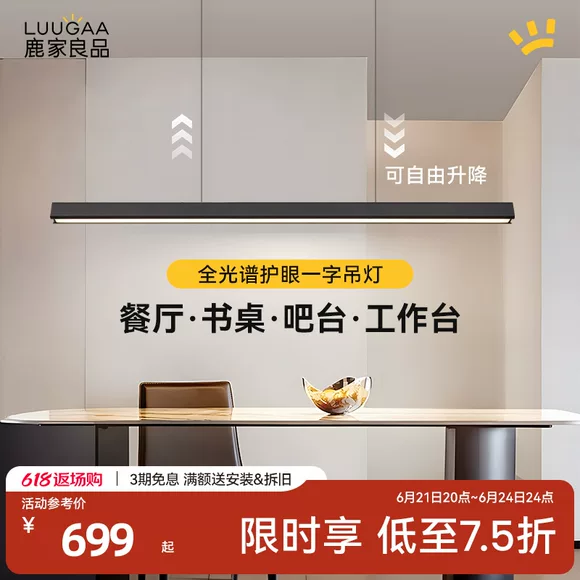 LUUGAA
鹿家良品
可自由升降
全光谱护眼一字吊灯
餐厅·书桌·吧台·工作台
618返场购 3期免息 满额送安装&拆旧
6月21日20点~6月24日24点
活动参考价
¥ 699 起
限时享 低至7.5折